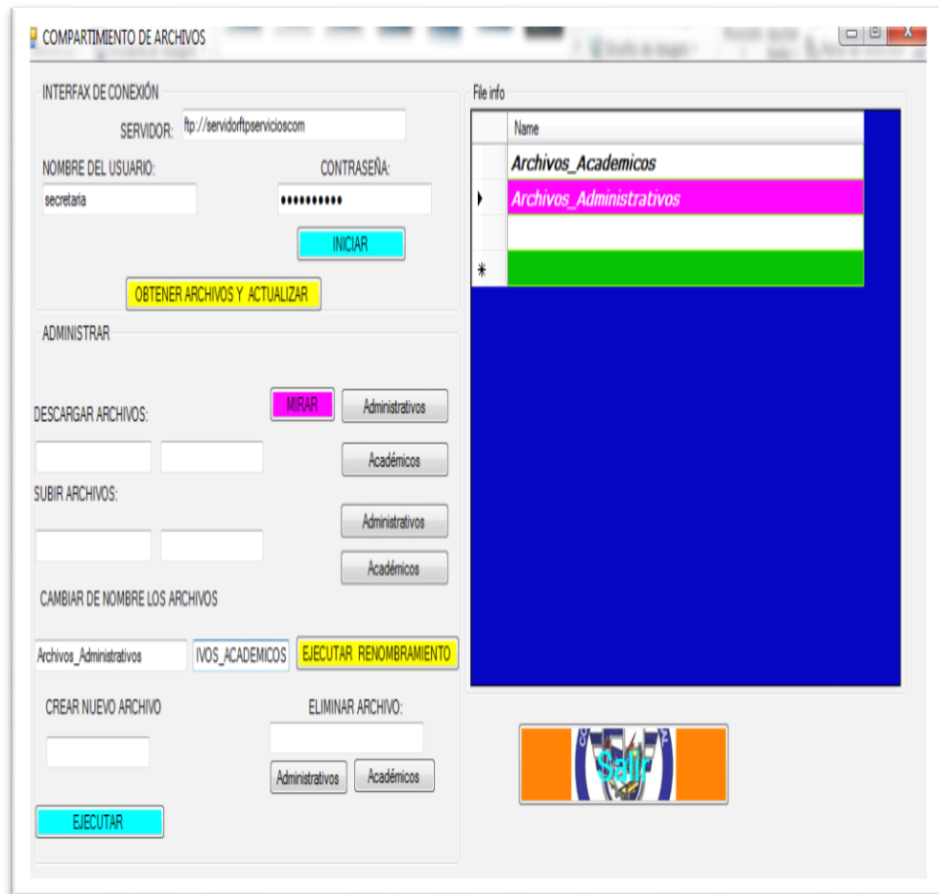 COMPARTIMIENTO DE ARCHIVOS
INTERFAX DE CONEXIÓN
SERVIDOR: ftp://servidorftpservicioscom
NOMBRE DEL USUARIO: CONTRASEÑA:
secretaria ●●●●●●●●●●
INICIAR
OBTENER ARCHIVOS Y ACTUALIZAR
ADMINISTRAR
MIRAR Administrativos
DESCARGAR ARCHIVOS:
Académicos
SUBIR ARCHIVOS:
Administrativos
Académicos
CAMBIAR DE NOMBRE LOS ARCHIVOS
Archivos_Administrativos IVOS_ACADEMICOS EJECUTAR RENOMBRAMIENTO
CREAR NUEVO ARCHIVO ELIMINAR ARCHIVO:
Administrativos Académicos
EJECUTAR
File info
Name
Archivos_Academicos
Archivos_Administrativos
Salir